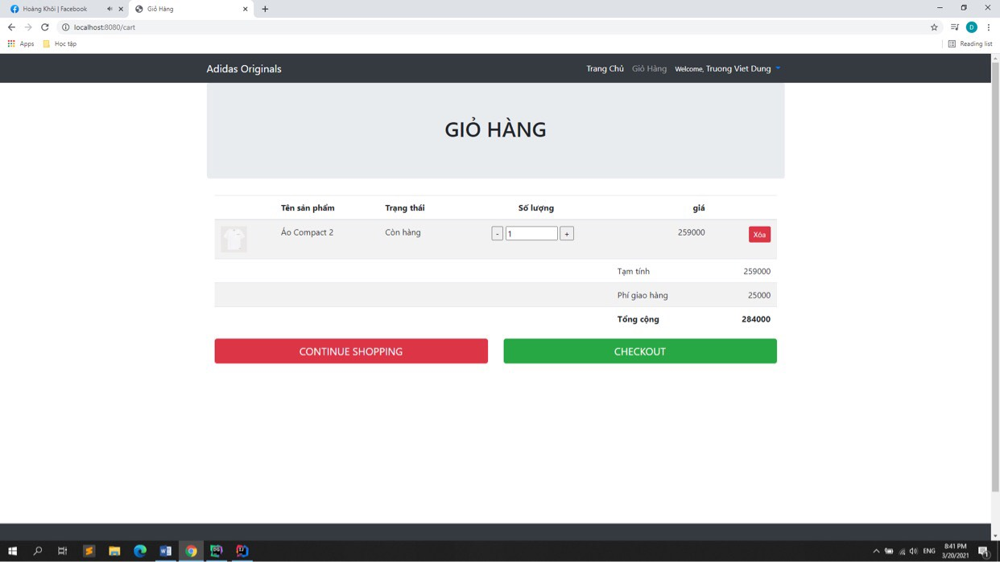 Hoàng Khôi | Facebook
Giỏ Hàng
localhost:8080/cart
Apps
Học tập
Reading list
Adidas Originals
Trang Chủ Giỏ Hàng Welcome, Truong Viet Dung
GIỎ HÀNG
Tên sản phẩm Trạng thái Số lượng giá
Áo Compact 2 Còn hàng - 1 + 259000 Xóa
Tạm tính 259000
Phí giao hàng 25000
Tổng cộng 284000
CONTINUE SHOPPING CHECKOUT
ENG
8:41 PM
3/20/2021